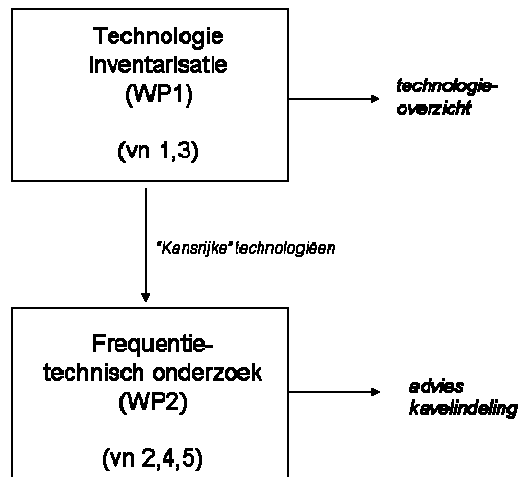 Technologie
inventarisatie
(WP1)
(vn 1,3)
technologie-
overzicht
"Kansrijke" technologiëen
Frequentie-
technisch onderzoek
(WP2)
(vn 2,4,5)
advies
kavelindeling